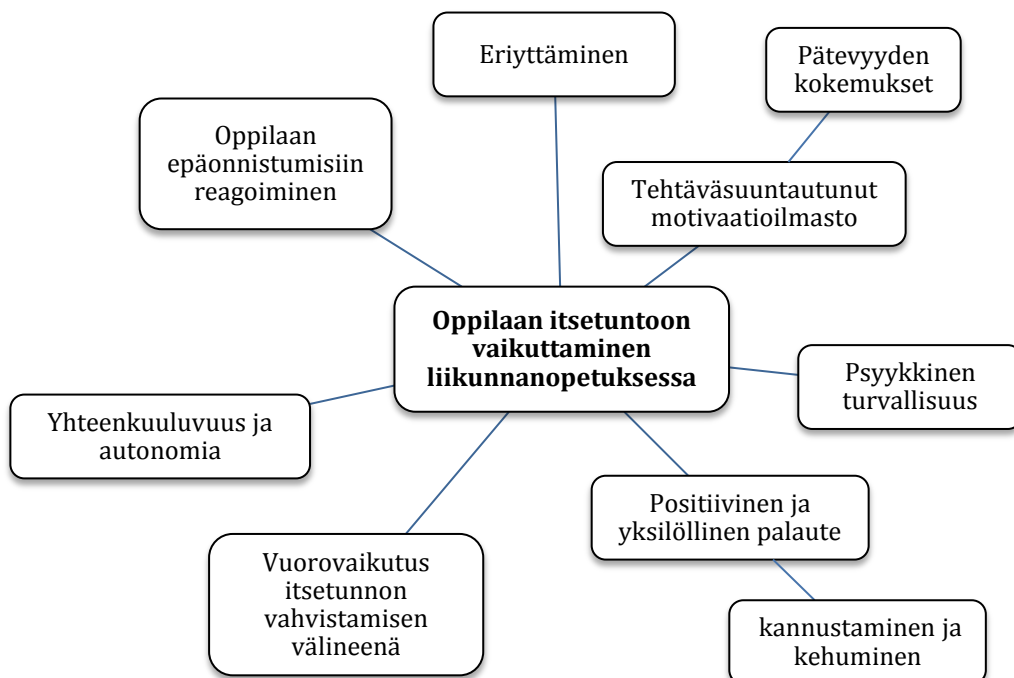 Eriyttäminen
Pätevyyden
kokemukset
Oppilaan
epäonnistumisiin
reagoiminen
Tehtäväsuuntautunut
motivaatioilmasto
Oppilaan itsetuntoon
vaikuttaminen
liikunnanopetuksessa
Psyykkinen
turvallisuus
Yhteenkuuluvuus ja
autonomia
Positiivinen ja
yksilöllinen palaute
Vuorovaikutus
itsetunnon
vahvistamisen
välineenä
kannustaminen ja
kehuminen